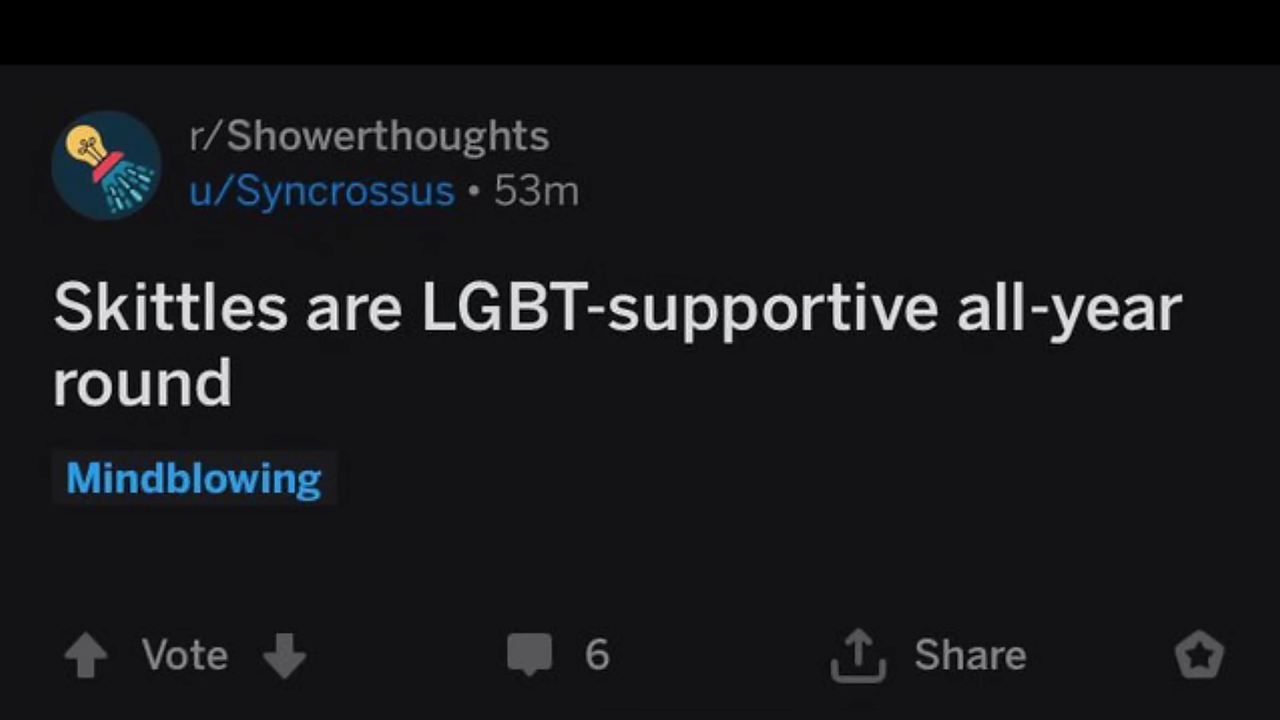 r/Showerthoughts
u/Syncrossus • 53m
Skittles are LGBT-supportive all-year
round
Mindblowing
Vote 6 Share